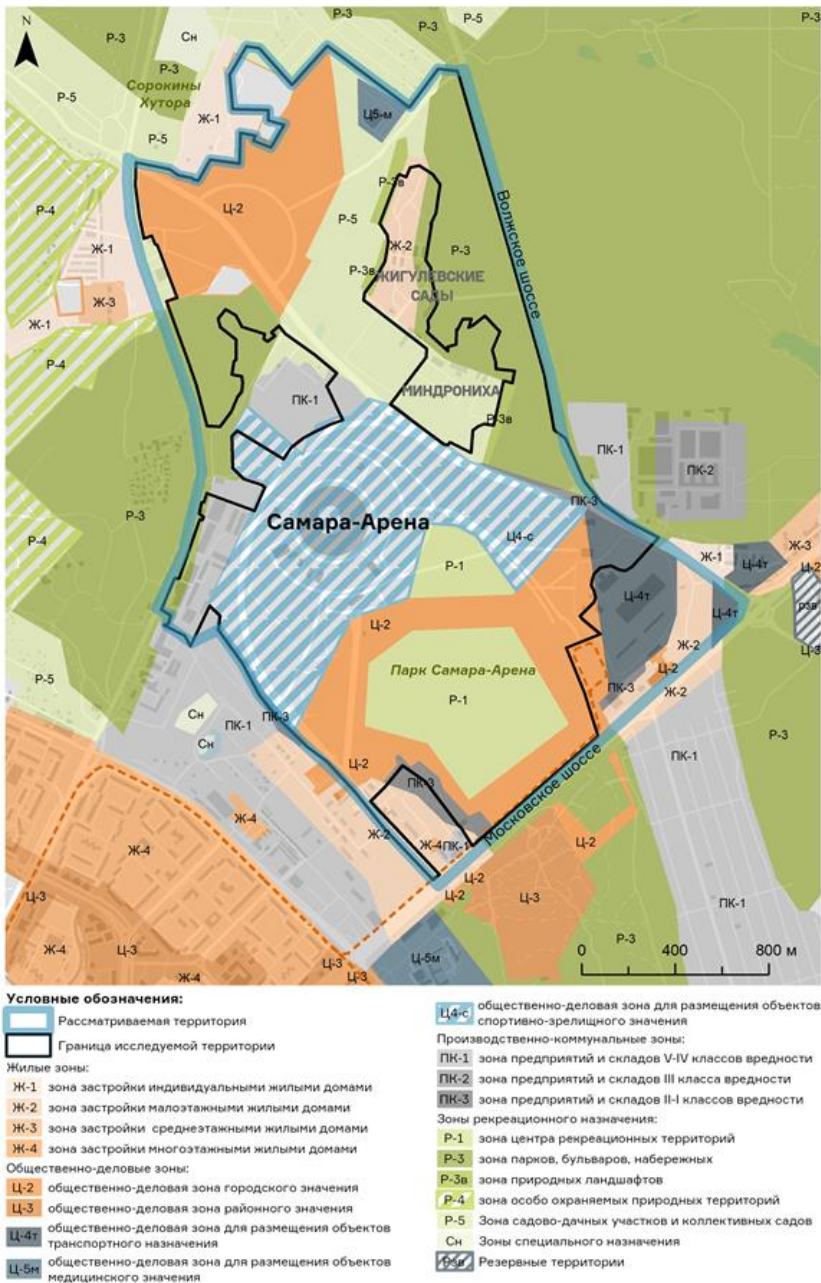 N
Р-3
Р-5
Р-3
Р-3
Сн
Р-3
Сорокины
Хутора
Р-5
Р-5
Ж-1
Ц5-м
Р-4
Ц-2
Р-3в
Р-5
Волжское шоссе
Ж-1
Ж-2
Р-3
Р-3в
ЖИГУЛЕВСКИЕ
САДЫ
Ж-3
Ж-1
Р-4
ПК-1
МИНДРОНИХА
Р-3в
ПК-1
ПК-2
ПК-3
Р-3
Самара-Арена
Ц4-с
Р-4
Р-1
Ж-1
Ж-3
Ц-4т
Ц-2
Ц-4т
Ц-4т
рзв
Ц-2
Ж-2
Ц-3
Парк Самара-Арена
Ц-2
Р-5
Р-1
ПК-3
Ж-2
Сн
ПК-1
ПК-3
Сн
Р-3
ПК-1
Московское шоссе
Ц-2
ПК-3
Ж-4
Ж-2
Ж-4
ПК-1
Ц-2
Ж-4
Ц-2
Ц-2
Ц-3
Ц-3
ПК-1
Ж-4
Ц-3
Р-3
Ц-5м
Ц-3
Ж-4
Ц-3
0 400 800 м
Условные обозначения:
Рассматриваемая территория
Граница исследуемой территории
Жилые зоны:
Ж-1 зона застройки индивидуальными жилыми домами
Ж-2 зона застройки малоэтажными жилыми домами
Ж-3 зона застройки среднеэтажными жилыми домами
Ж-4 зона застройки многоэтажными жилыми домами
Общественно-деловые зоны:
Ц-2 общественно-деловая зона городского значения
Ц-3 общественно-деловая зона районного значения
Ц-4т общественно-деловая зона для размещения объектов
транспортного назначения
Ц-5м общественно-деловая зона для размещения объектов
медицинского значения
Ц4-с общественно-деловая зона для размещения объектов
спортивно-зрелищного значения
Производственно-коммунальные зоны:
ПК-1 зона предприятий и складов V-IV классов вредности
ПК-2 зона предприятий и складов III класса вредности
ПК-3 зона предприятий и складов II-I классов вредности
Зоны рекреационного назначения:
Р-1 зона центра рекреационных территорий
Р-3 зона парков, бульваров, набережных
Р-3в зона природных ландшафтов
Р-4 зона особо охраняемых природных территорий
Р-5 Зона садово-дачных участков и коллективных садов
Сн Зоны специального назначения
Рзв Резервные территории